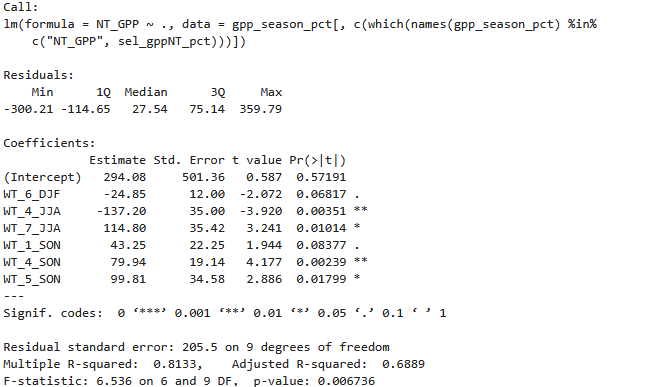 Call:
lm(formula = NT_GPP ~ ., data = gpp_season_pct[, c(which(names(gpp_season_pct) %in%
    c("NT_GPP", sel_gppNT_pct)))])
Residuals:
    Min      1Q  Median      3Q     Max
-300.21 -114.65   27.54   75.14  359.79
Coefficients:
            Estimate Std. Error t value Pr(>|t|)
(Intercept)   294.08     501.36   0.587  0.57191
WT_6_DJF      -24.85      12.00  -2.072  0.06817 .
WT_4_JJA     -137.20      35.00  -3.920  0.00351 **
WT_7_JJA      114.80      35.42   3.241  0.01014 *
WT_1_SON       43.25      22.25   1.944  0.08377 .
WT_4_SON       79.94      19.14   4.177  0.00239 **
WT_5_SON       99.81      34.58   2.886  0.01799 *
---
Signif. codes:  0 ‘***’ 0.001 ‘**’ 0.01 ‘*’ 0.05 ‘.’ 0.1 ‘ ’ 1
Residual standard error: 205.5 on 9 degrees of freedom
Multiple R-squared:  0.8133,	Adjusted R-squared:  0.6889
F-statistic: 6.536 on 6 and 9 DF,  p-value: 0.006736